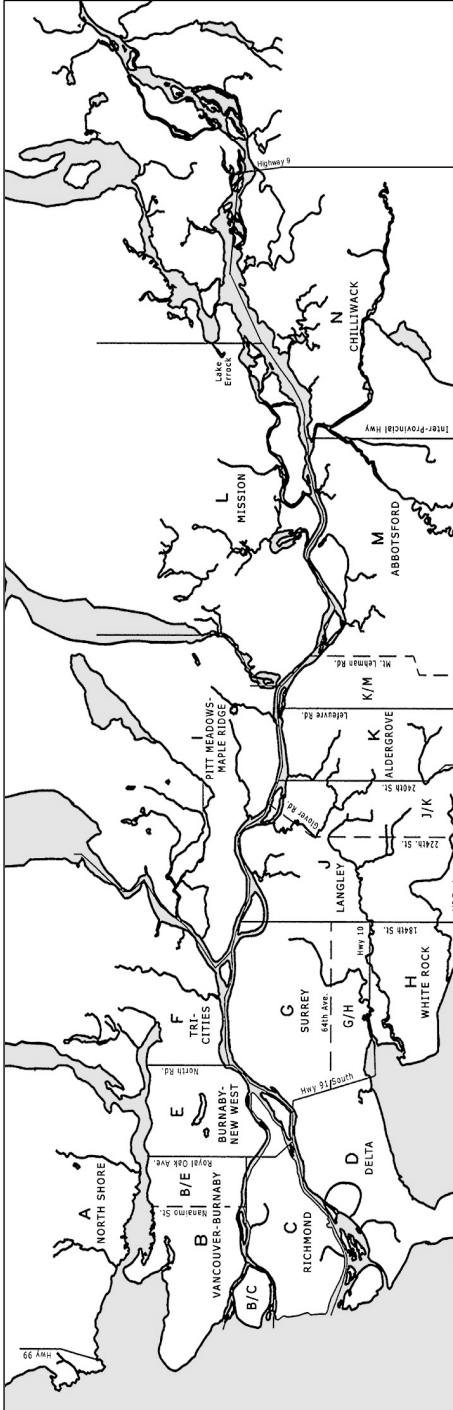 Hwy 99
A
NORTH SHORE
B
VANCOUVER-BURNABY
Nanaimo St.
B/E
Royal Oak Ave.
E
BURNABY-
NEW WEST
North Rd.
F
TRI-
CITIES
B/C
C
RICHMOND
D
DELTA
HWY 91 South
G
SURREY
64th Ave.
G/H
Hwy 10
H
WHITE ROCK
184th St.
J
LANGLEY
224th. St.
J/K
Glover Rd.
240th St.
K
ALDERGROVE
Lefeuvre Rd.
K/M
Mt. Lehman Rd.
I
PITT MEADOWS-
MAPLE RIDGE
L
MISSION
M
ABBOTSFORD
Inter-Provincial Hwy
Lake
Errock
N
CHILLIWACK
Highway 9